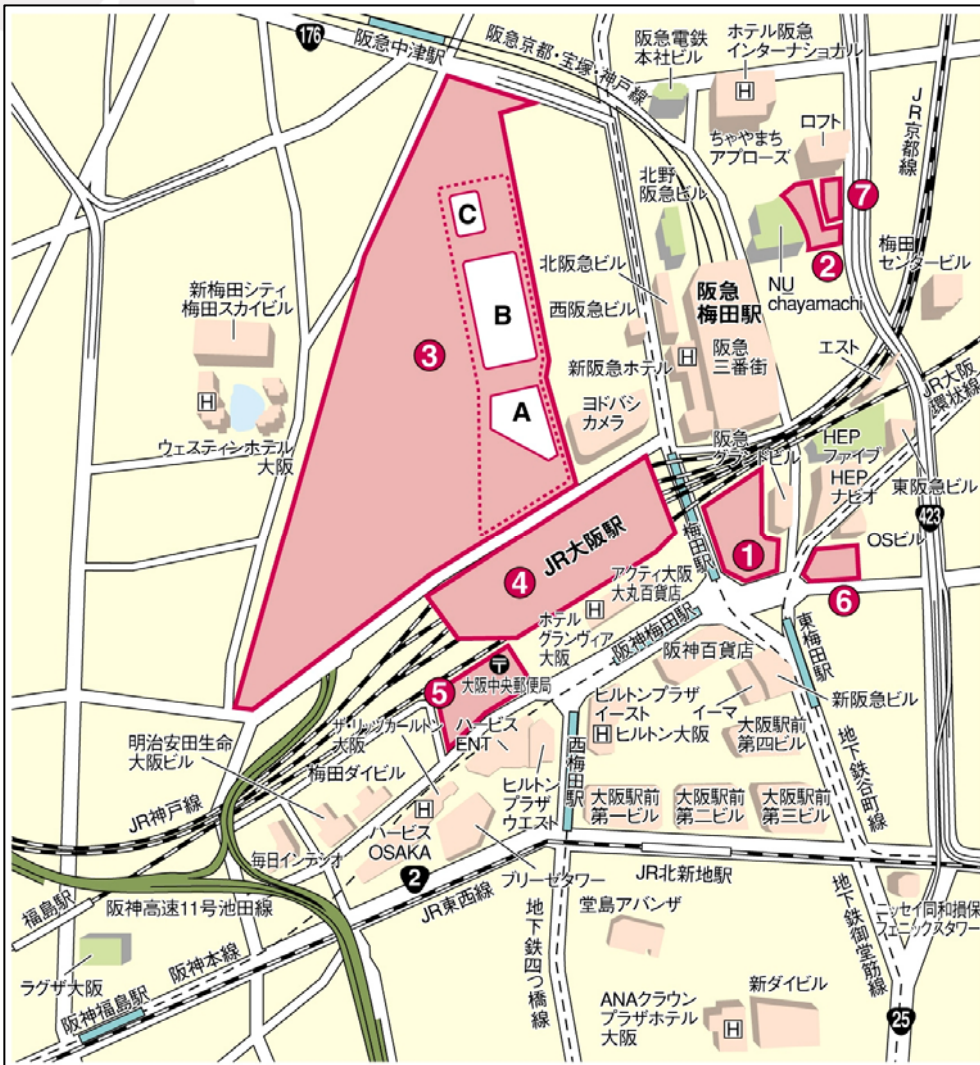 176
阪急中津駅
阪急京都・宝塚・神戸線
阪急電鉄
本社ビル
ホテル阪急
インターナショナル
H
ちゃやまち
アプローズ
ロフト
JR京都線
7
2
北野
阪急ビル
NU
chayamachi
梅田
センタービル
北阪急ビル
西阪急ビル
阪急
梅田駅
新阪急ホテル
H
阪急
三番街
エスト
JR大阪
環状線
C
B
A
3
新梅田シティ
梅田スカイビル
H
ウェスティンホテル
大阪
ヨドバシ
カメラ
阪急
グランドビル
HEP
ファイブ
HEP
ナビオ
東阪急ビル
423
OSビル
JR大阪駅
4
梅田駅
1
6
アクティ大阪
大丸百貨店
H
ホテル
グランヴィア
大阪
阪神梅田駅
阪神百貨店
東梅田駅
5
〒
大阪中央郵便局
ザ・リッツカールトン
大阪
ハービス
ENT
ヒルトンプラザ
イースト
H
ヒルトン大阪
イーマ
新阪急ビル
大阪駅前
第四ビル
明治安田生命
大阪ビル
梅田ダイビル
H
ヒルトン
プラザ
ウエスト
西梅田駅
大阪駅前
第一ビル
大阪駅前
第二ビル
大阪駅前
第三ビル
地下鉄谷町線
JR神戸線
毎日インテシオ
ハービス
OSAKA
2
ブリーゼタワー
JR東西線
JR北新地駅
福島駅
阪神高速11号池田線
地下鉄四つ橋線
堂島アバンザ
地下鉄御堂筋線
ニッセイ同和損保
フェニックスタワー
ラグザ大阪
阪神本線
阪神福島駅
ANAクラウン
プラザホテル
大阪
H
新ダイビル
25